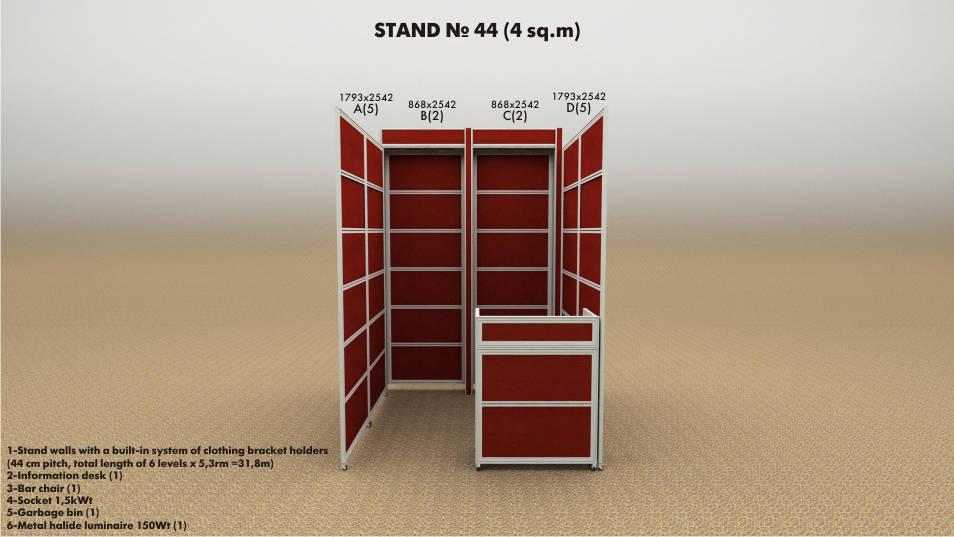 STAND № 44 (4 sq.m)
1793x2542
A(5)
868x2542
B(2)
868x2542
C(2)
1793x2542
D(5)
1-Stand walls with a built-in system of clothing bracket holders
(44 cm pitch, total length of 6 levels x 5,3rm =31,8m)
2-Information desk (1)
3-Bar chair (1)
4-Socket 1,5kWt
5-Garbage bin (1)
6-Metal halide luminaire 150Wt (1)